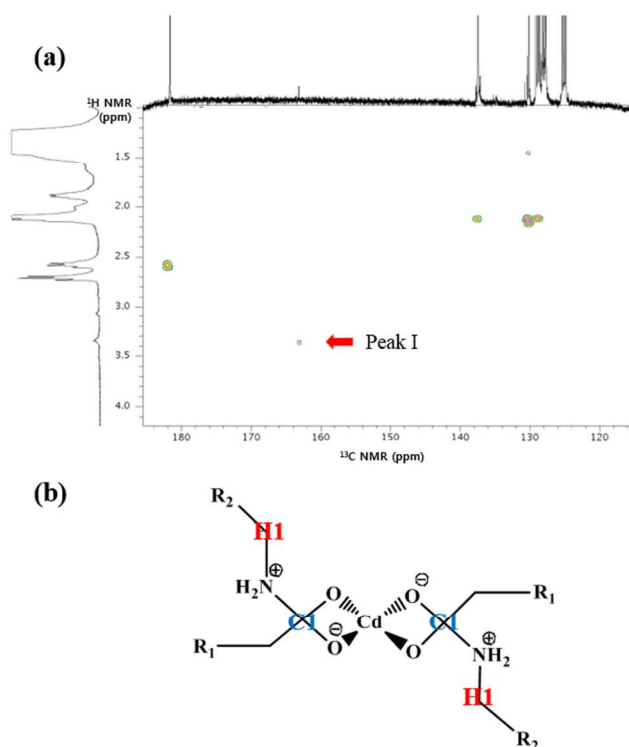 (a)
¹H NMR
(ppm)
1.5
2.0
2.5
3.0
3.5
4.0
Peak I
180 170 160 150 140 130 120
¹³C NMR (ppm)
(b)
R₂
H1
⊕
H₂N
O
O
⊖
C1
R₁
Cd
⊖
O
O
C1
R₁
⊕
NH₂
H1
R₂